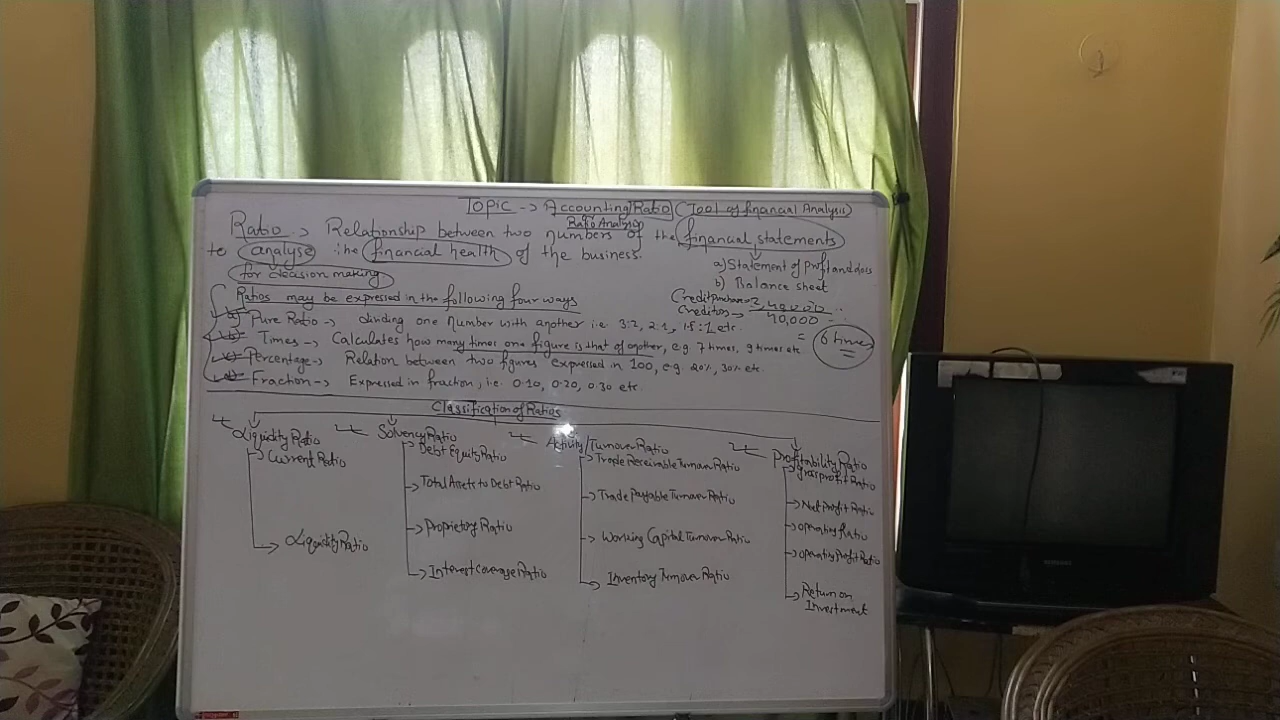 Topic → Accounting Ratio (Tool of financial Analysis)
Ratio Analysis
Ratio → Relationship between two numbers of the financial statements
to analyse the financial health of the business.
for decision making
a) Statement of profit and loss
b) Balance sheet
Ratios may be expressed in the following four ways
a) Pure Ratio → dividing one number with another i.e. 3:2, 2:1, etc.
b) Times → Calculates how many times one figure is that of another, e.g. 7 times, 9 times etc
c) Percentage → Relation between two figures expressed in 100, e.g. 20%, 30% etc.
d) Fraction → Expressed in fraction, i.e. 0.10, 0.20, 0.30 etc.
Creditors →
40,000
= 6 times
Classification of Ratios
Liquidity Ratio
→ Current Ratio
→ Liquidity Ratio
Solvency Ratio
→ Debt Equity Ratio
→ Total Assets to Debt Ratio
→ Proprietory Ratio
→ Interest Coverage Ratio
Activity/Turnover Ratio
→ Trade Receivable Turnover Ratio
→ Trade Payable Turnover Ratio
→ Working Capital Turnover Ratio
→ Inventory Turnover Ratio
Profitability Ratio
→ Gross profit Ratio
→ Net Profit Ratio
→ Operating Ratio
→ Operating Profit Ratio
→ Return on
Investment